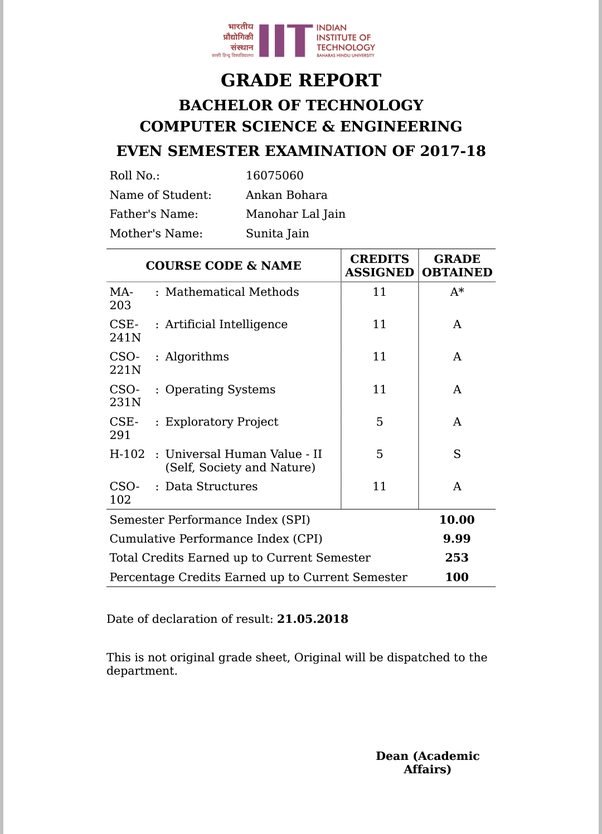 भारतीय
प्रौद्योगिकी
संस्थान
काशी हिन्दू विश्वविद्यालय
IIT
INDIAN
INSTITUTE OF
TECHNOLOGY
BANARAS HINDU UNIVERSITY
GRADE REPORT
BACHELOR OF TECHNOLOGY
COMPUTER SCIENCE & ENGINEERING
EVEN SEMESTER EXAMINATION OF 2017-18
Roll No.: 16075060
Name of Student: Ankan Bohara
Father's Name: Manohar Lal Jain
Mother's Name: Sunita Jain
COURSE CODE & NAME CREDITS ASSIGNED GRADE OBTAINED
MA-203 : Mathematical Methods 11 A*
CSE-241N : Artificial Intelligence 11 A
CSO-221N : Algorithms 11 A
CSO-231N : Operating Systems 11 A
CSE-291 : Exploratory Project 5 A
H-102 : Universal Human Value - II (Self, Society and Nature) 5 S
CSO-102 : Data Structures 11 A
Semester Performance Index (SPI) 10.00
Cumulative Performance Index (CPI) 9.99
Total Credits Earned up to Current Semester 253
Percentage Credits Earned up to Current Semester 100
Date of declaration of result: 21.05.2018
This is not original grade sheet, Original will be dispatched to the
department.
Dean (Academic
Affairs)